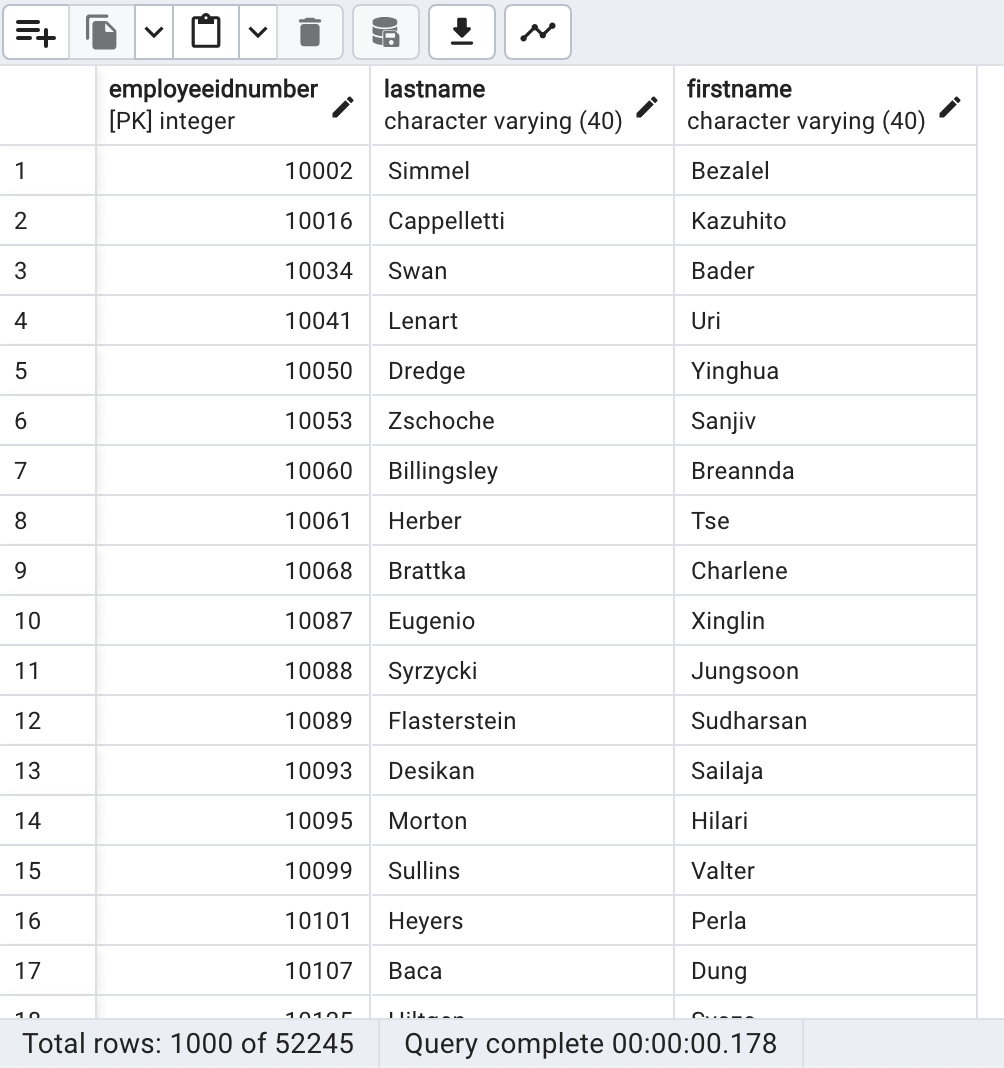 employeeidnumber lastname firstname
[PK] integer character varying (40) character varying (40)
1 10002 Simmel Bezalel
2 10016 Cappelletti Kazuhito
3 10034 Swan Bader
4 10041 Lenart Uri
5 10050 Dredge Yinghua
6 10053 Zschoche Sanjiv
7 10060 Billingsley Breannda
8 10061 Herber Tse
9 10068 Brattka Charlene
10 10087 Eugenio Xinglin
11 10088 Syrzycki Jungsoon
12 10089 Flasterstein Sudharsan
13 10093 Desikan Sailaja
14 10095 Morton Hilari
15 10099 Sullins Valter
16 10101 Heyers Perla
17 10107 Baca Dung
Total rows: 1000 of 52245 Query complete 00:00:00.178